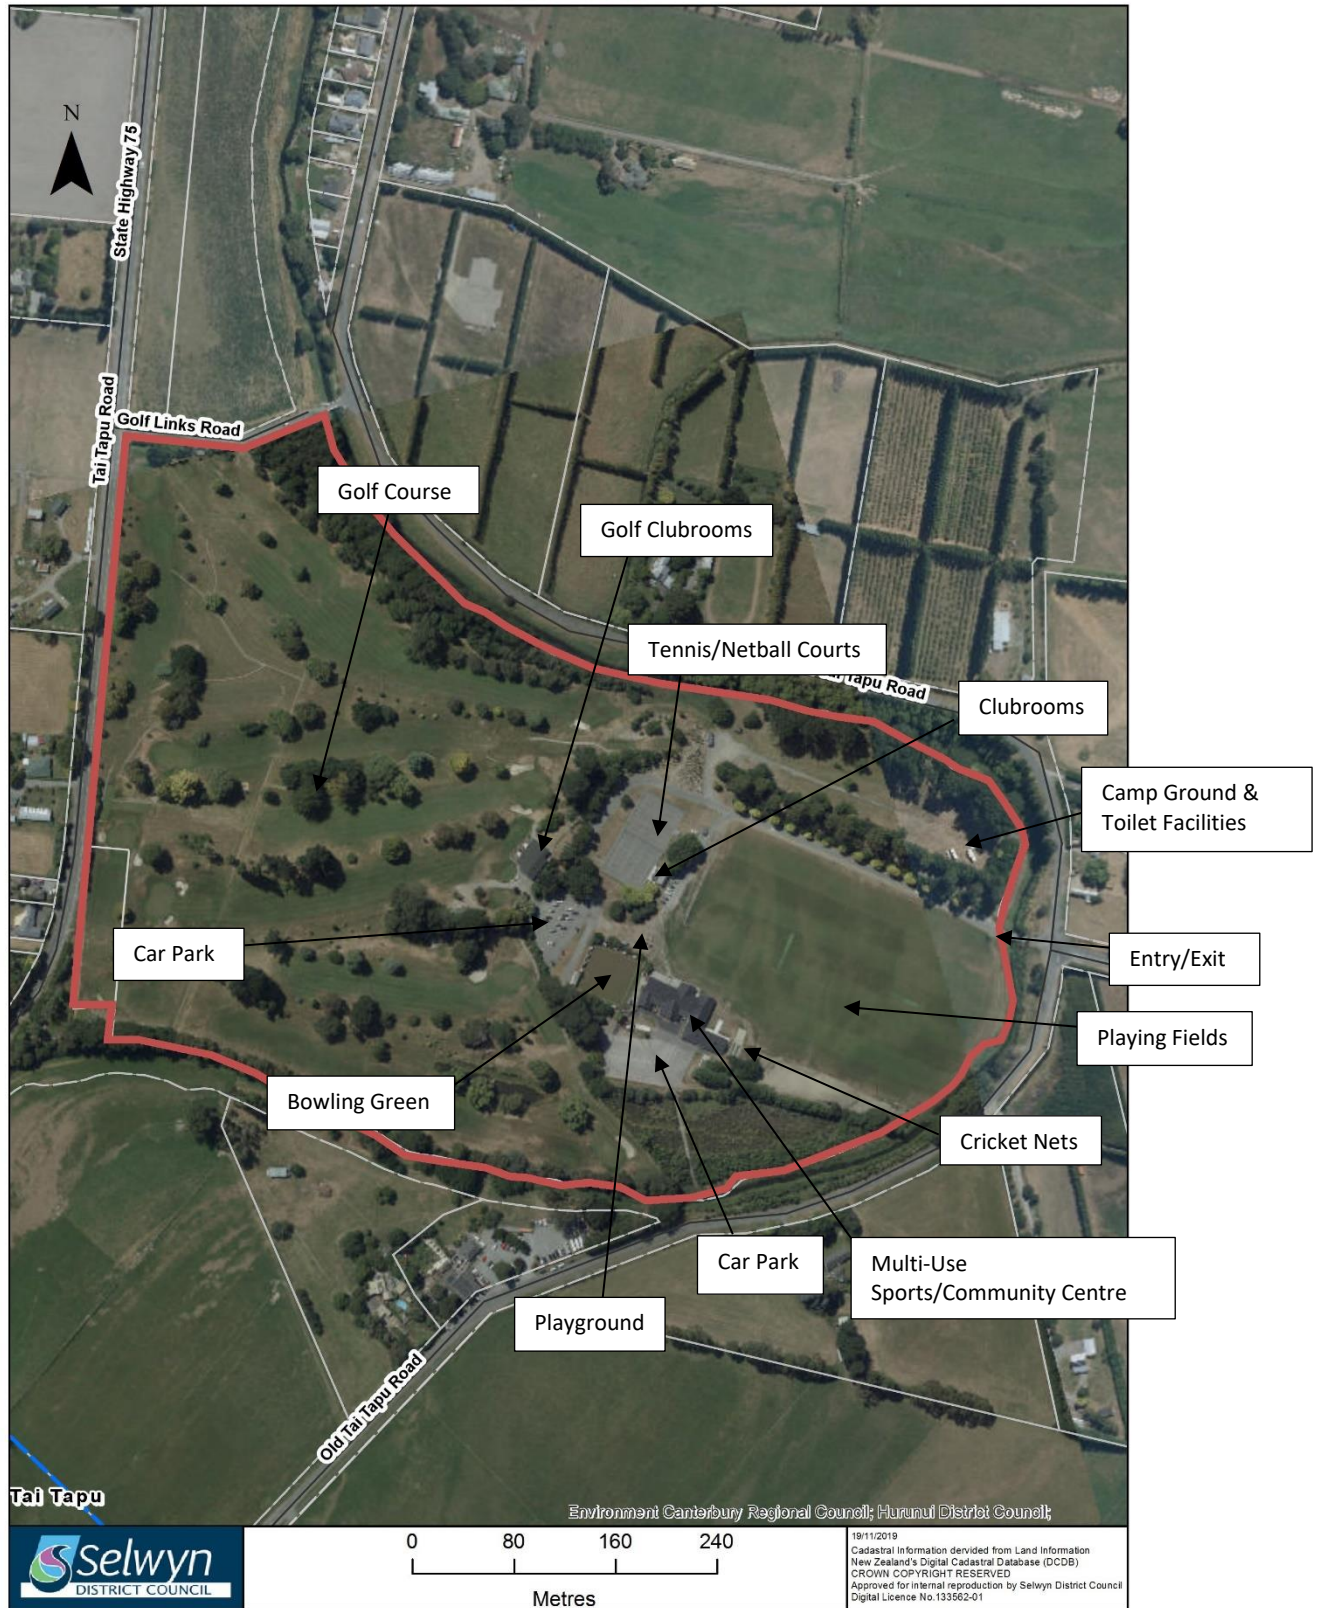 N
State Highway 75
Tai Tapu Road
Golf Links Road
Golf Course
Golf Clubrooms
Tennis/Netball Courts
Tapu Road
Clubrooms
Camp Ground &
Toilet Facilities
Car Park
Entry/Exit
Playing Fields
Bowling Green
Cricket Nets
Car Park
Multi-Use
Sports/Community Centre
Playground
Old Tai Tapu Road
Tai Tapu
Environment Canterbury Regional Council; Hurunui District Council;
Selwyn
DISTRICT COUNCIL
0 80 160 240
Metres
19/11/2019
Cadastral Information dervided from Land Information
New Zealand's Digital Cadastral Database (DCDB)
CROWN COPYRIGHT RESERVED
Approved for internal reproduction by Selwyn District Council
Digital Licence No.133562-01